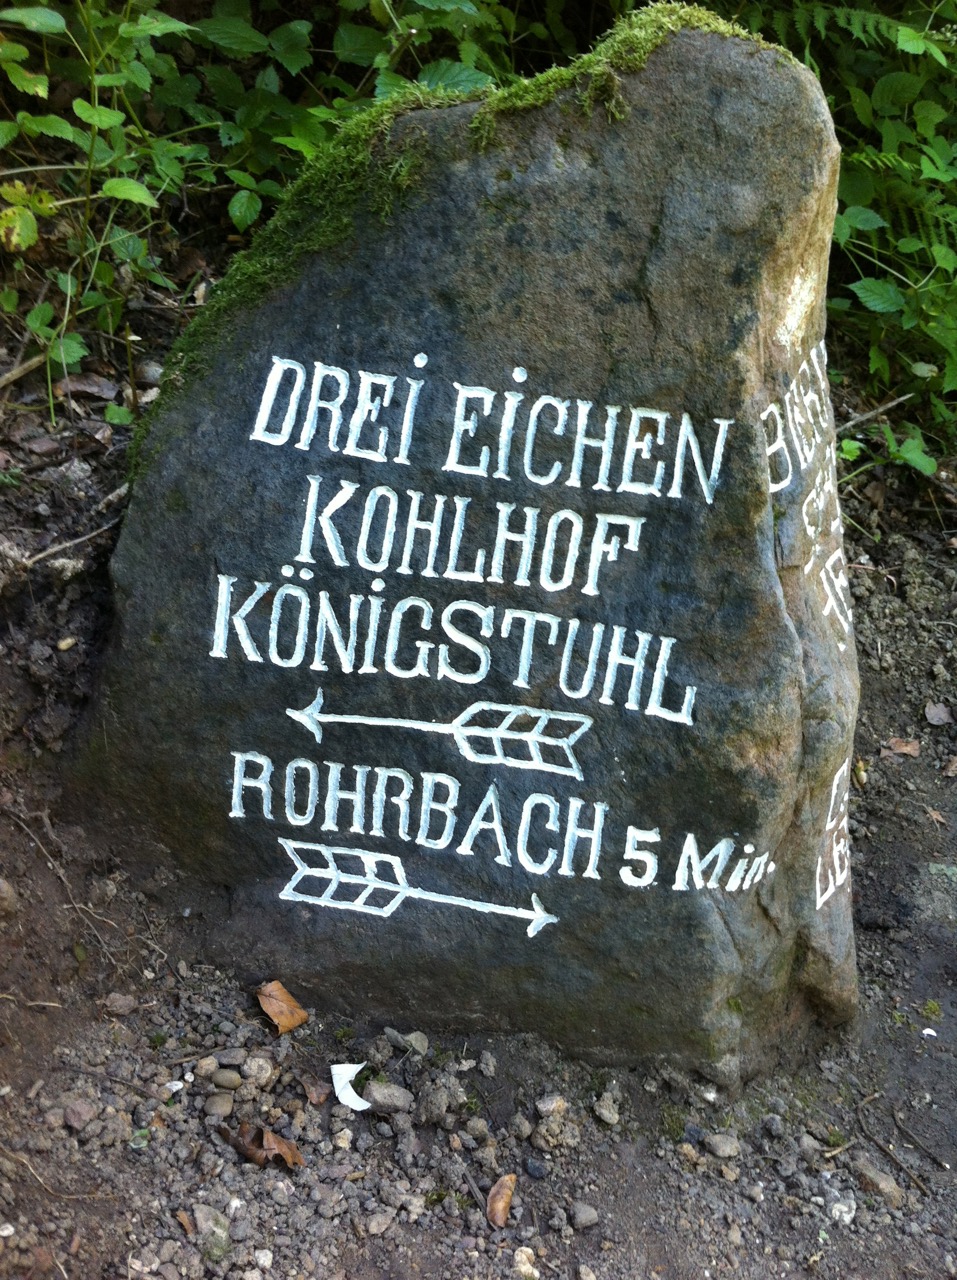 DREI EICHEN
KOHLHOF
KÖNIGSTUHL
ROHRBACH 5 Min.